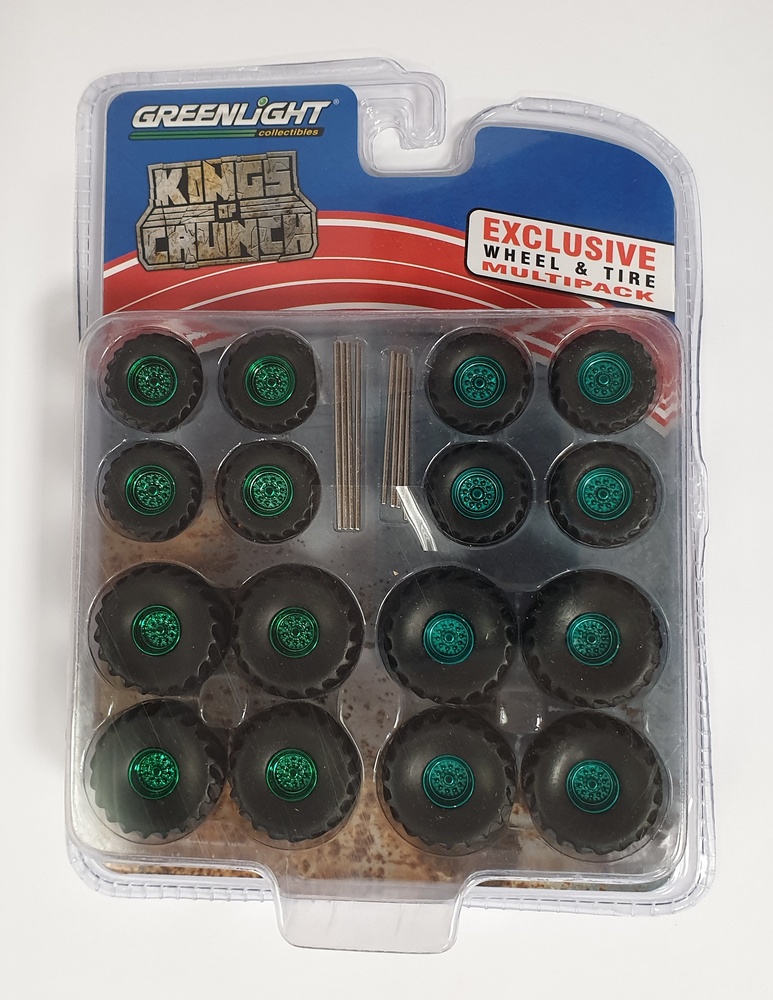 GREENLiGHT®
collectibles
KINGS
OF
CRUNCH
EXCLUSIVE
WHEEL & TIRE
MULTIPACK